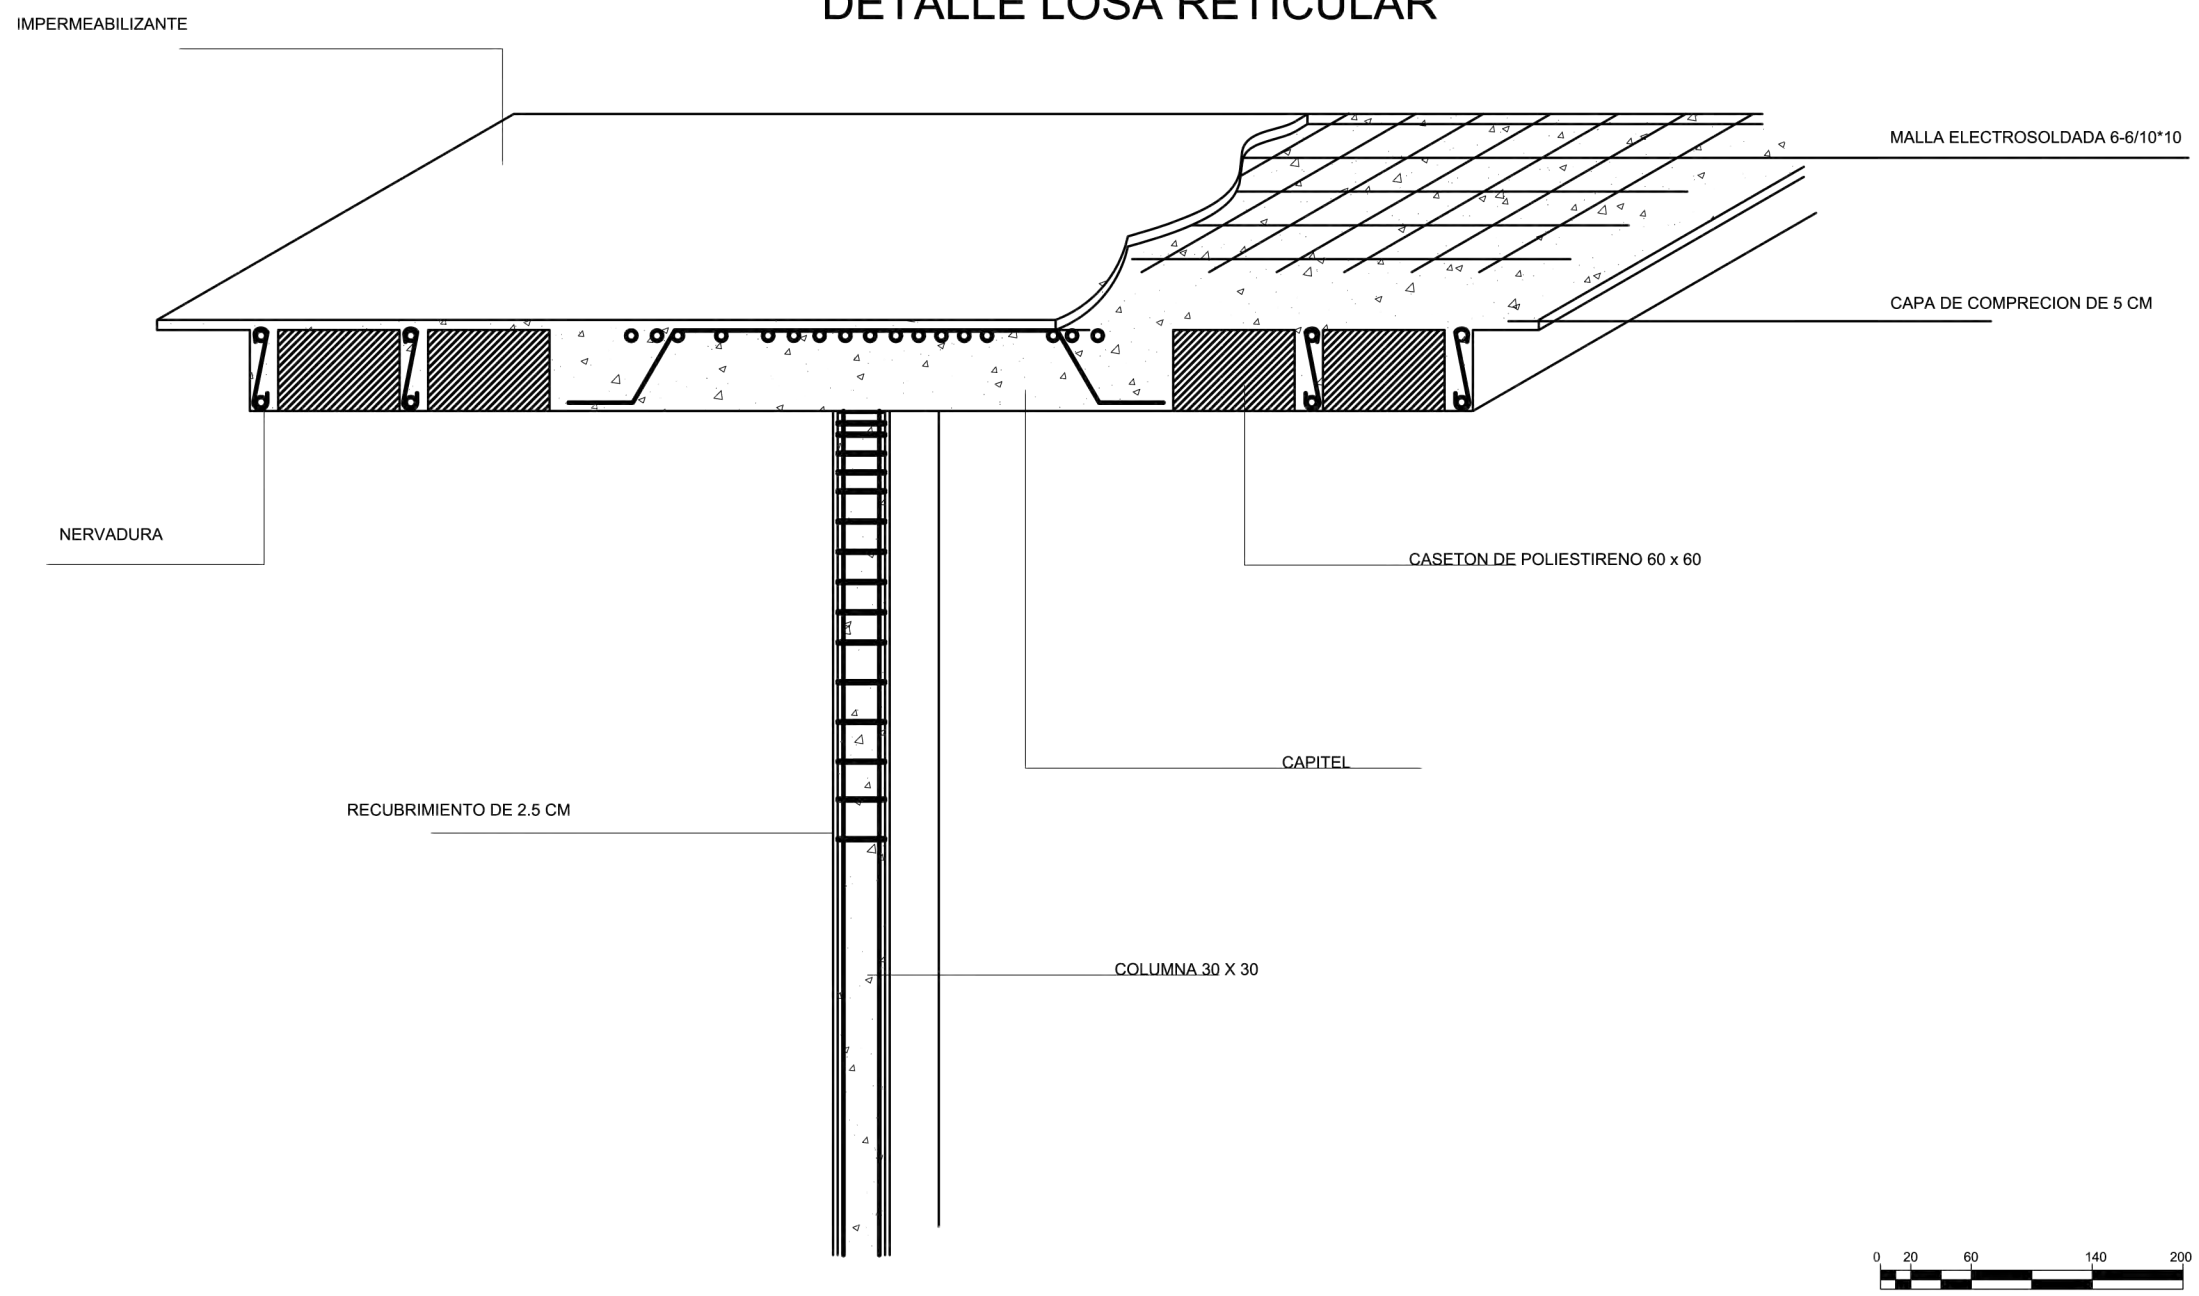 DETALLE LOSA RETICULAR
IMPERMEABILIZANTE
MALLA ELECTROSOLDADA 6-6/10*10
CAPA DE COMPRECION DE 5 CM
NERVADURA
CASETON DE POLIESTIRENO 60 x 60
CAPITEL
RECUBRIMIENTO DE 2.5 CM
COLUMNA 30 X 30
0 20 60 140 200